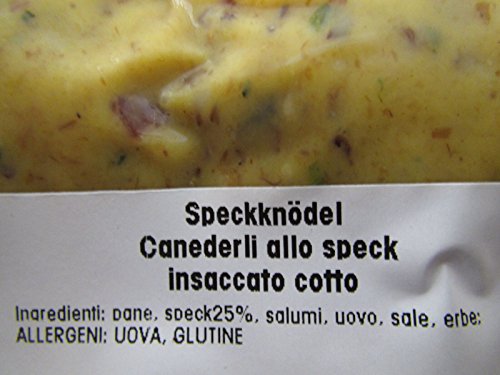 Speckknödel
Canederli allo speck
insaccato cotto
Ingredienti: pane, speck25%, salumi, uovo, sale, erbe;
ALLERGENI: UOVA, GLUTINE